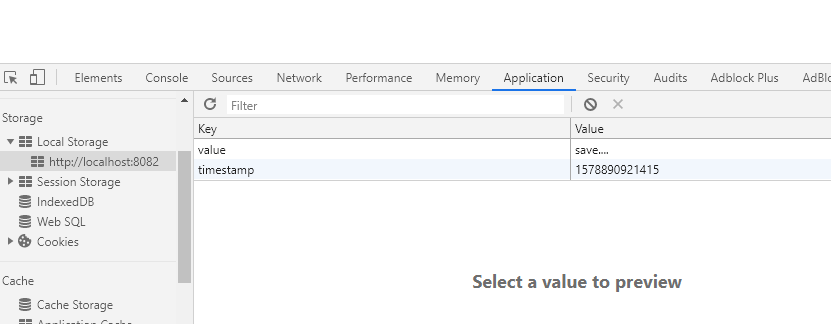 Elements Console Sources Network Performance Memory Application Security Audits Adblock Plus AdBlo
Storage
Local Storage
http://localhost:8082
Session Storage
IndexedDB
Web SQL
Cookies
Cache
Cache Storage
Application Cache
Filter
Key Value
value save....
timestamp 1578890921415
Select a value to preview